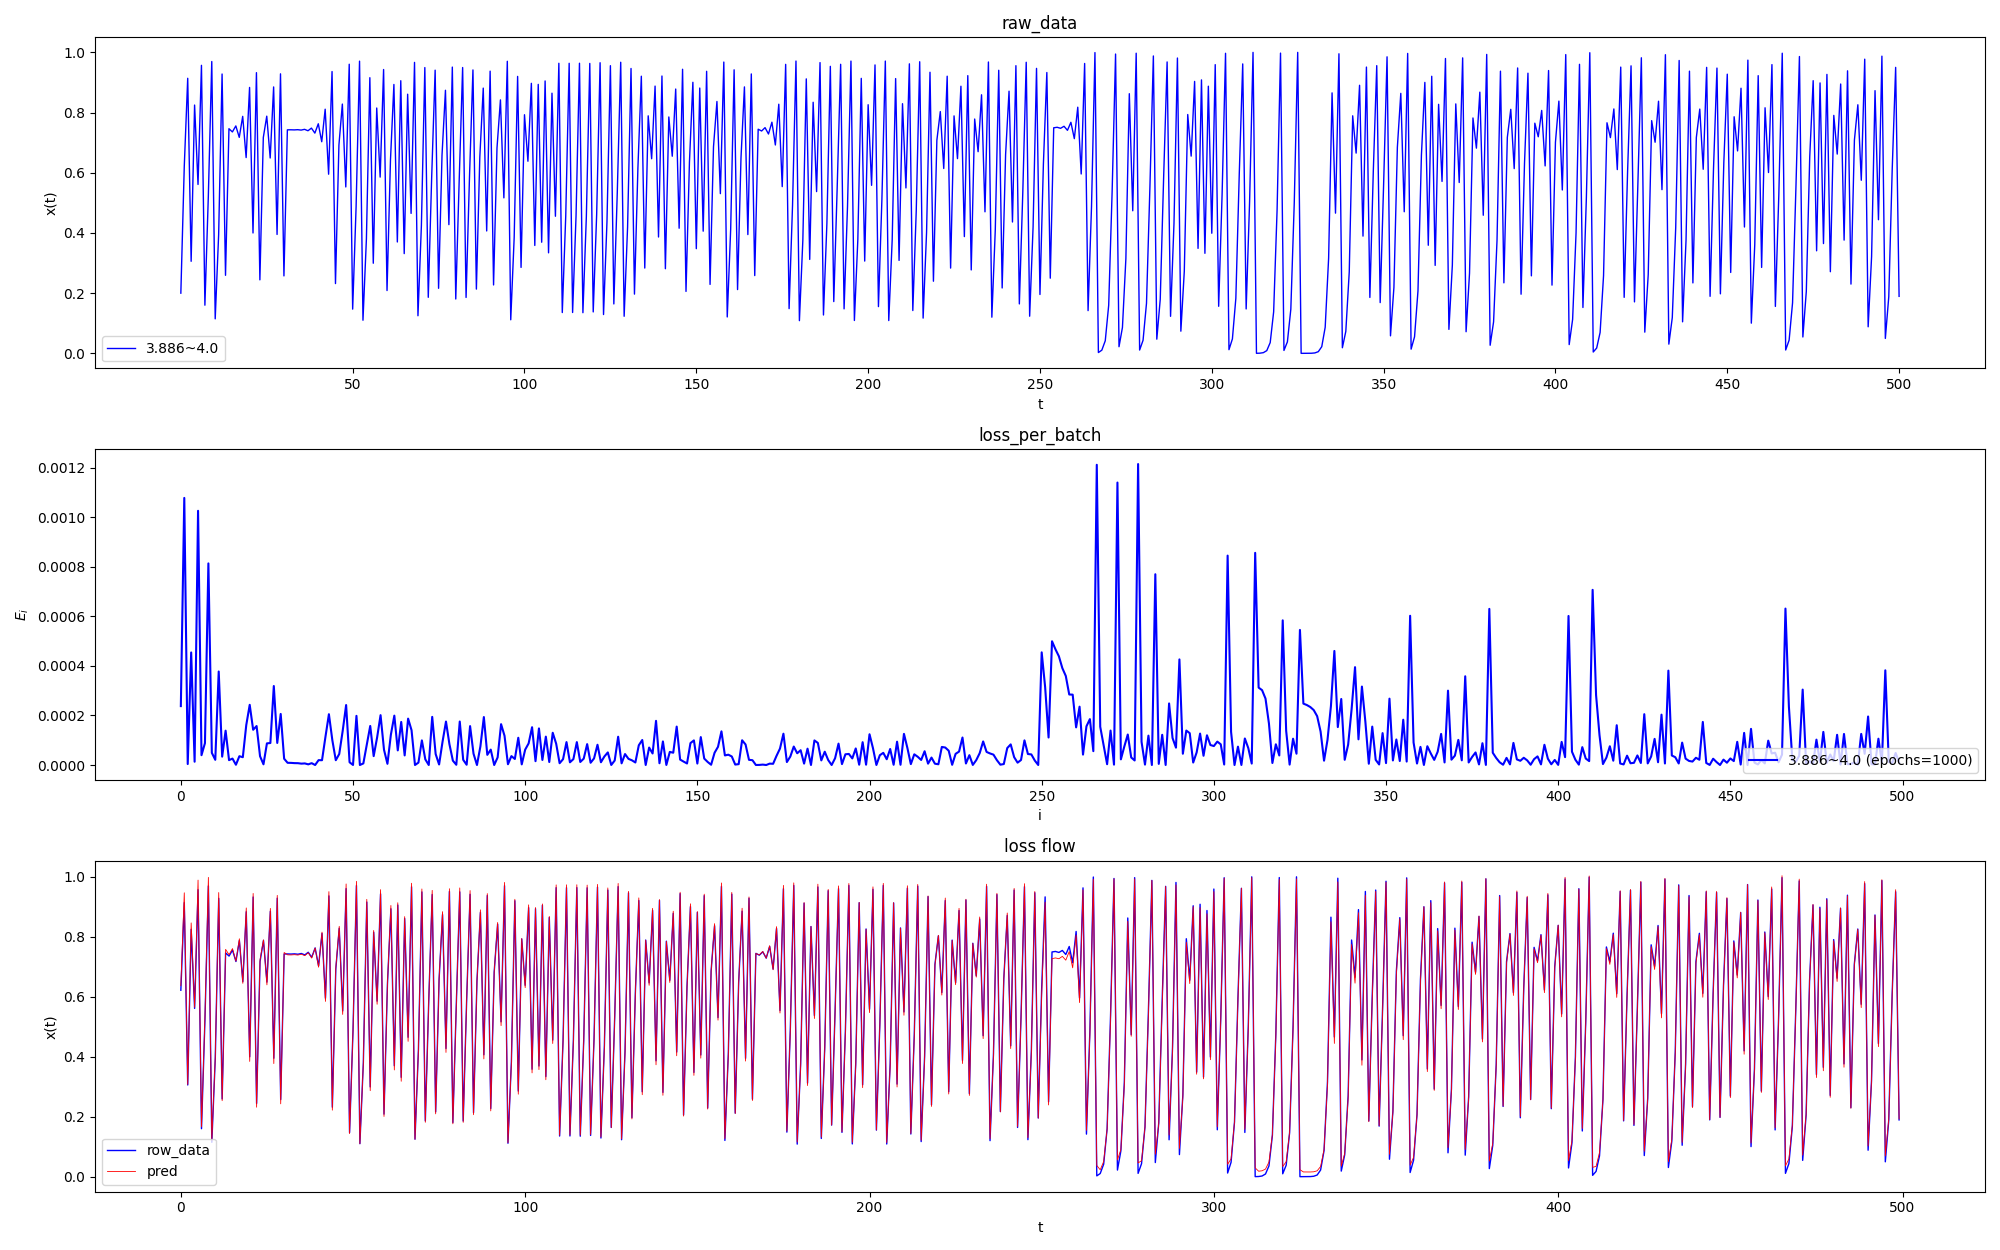 raw_data
x(t)
1.0
0.8
0.6
0.4
0.2
0.0
3.886~4.0
50 100 150 200 250 300 350 400 450 500
t
loss_per_batch
E_i
0.0012
0.0010
0.0008
0.0006
0.0004
0.0002
0.0000
3.886~4.0 (epochs=1000)
0 50 100 150 200 250 300 350 400 450 500
i
loss flow
x(t)
1.0
0.8
0.6
0.4
0.2
0.0
row_data
pred
0 100 200 300 400 500
t